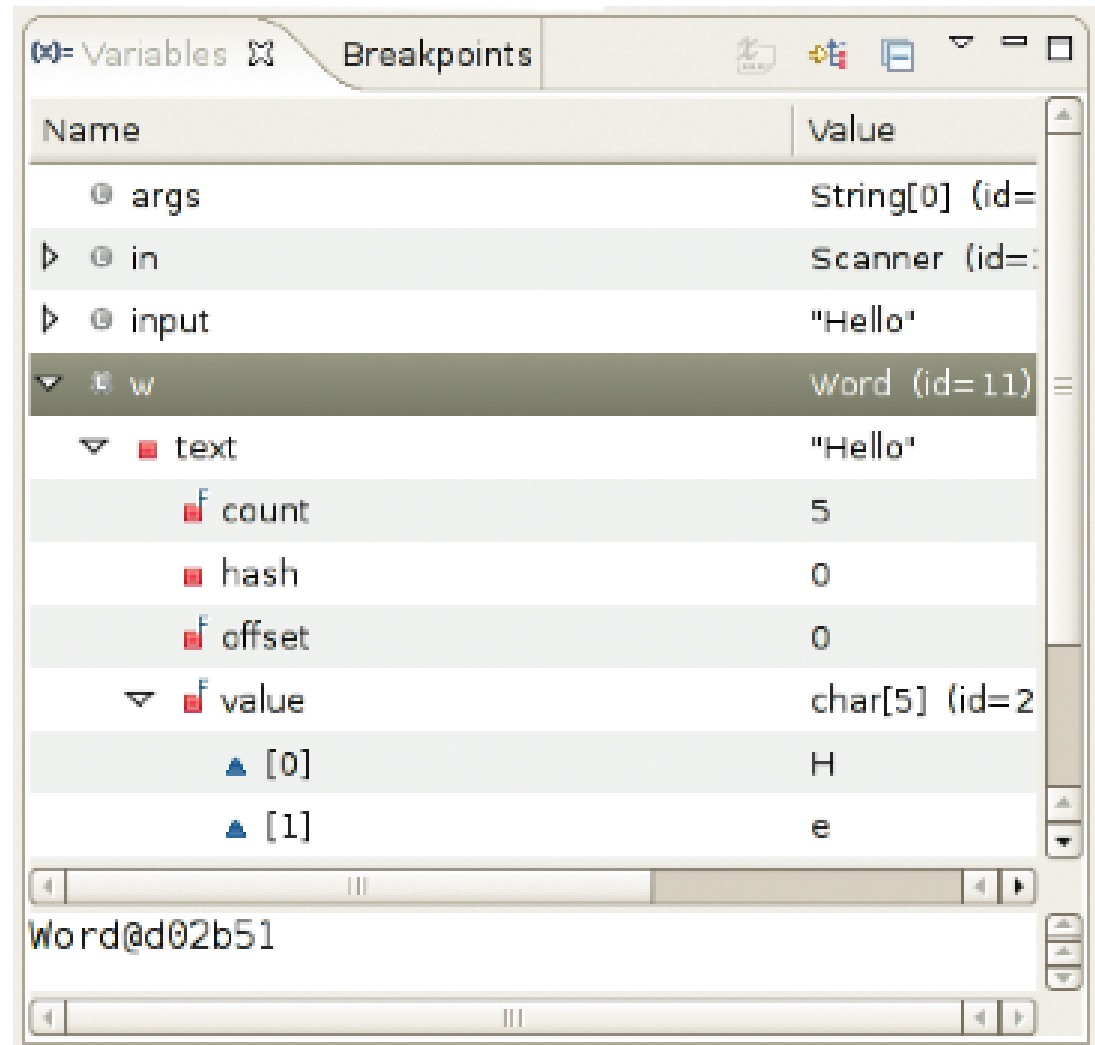 (x)= Variables Breakpoints
Name Value
args String[0] (id=
in Scanner (id=
input "Hello"
w Word (id=11)
text "Hello"
F count 5
hash 0
F offset 0
F value char[5] (id=2
[0] H
[1] e
Word@d02b51